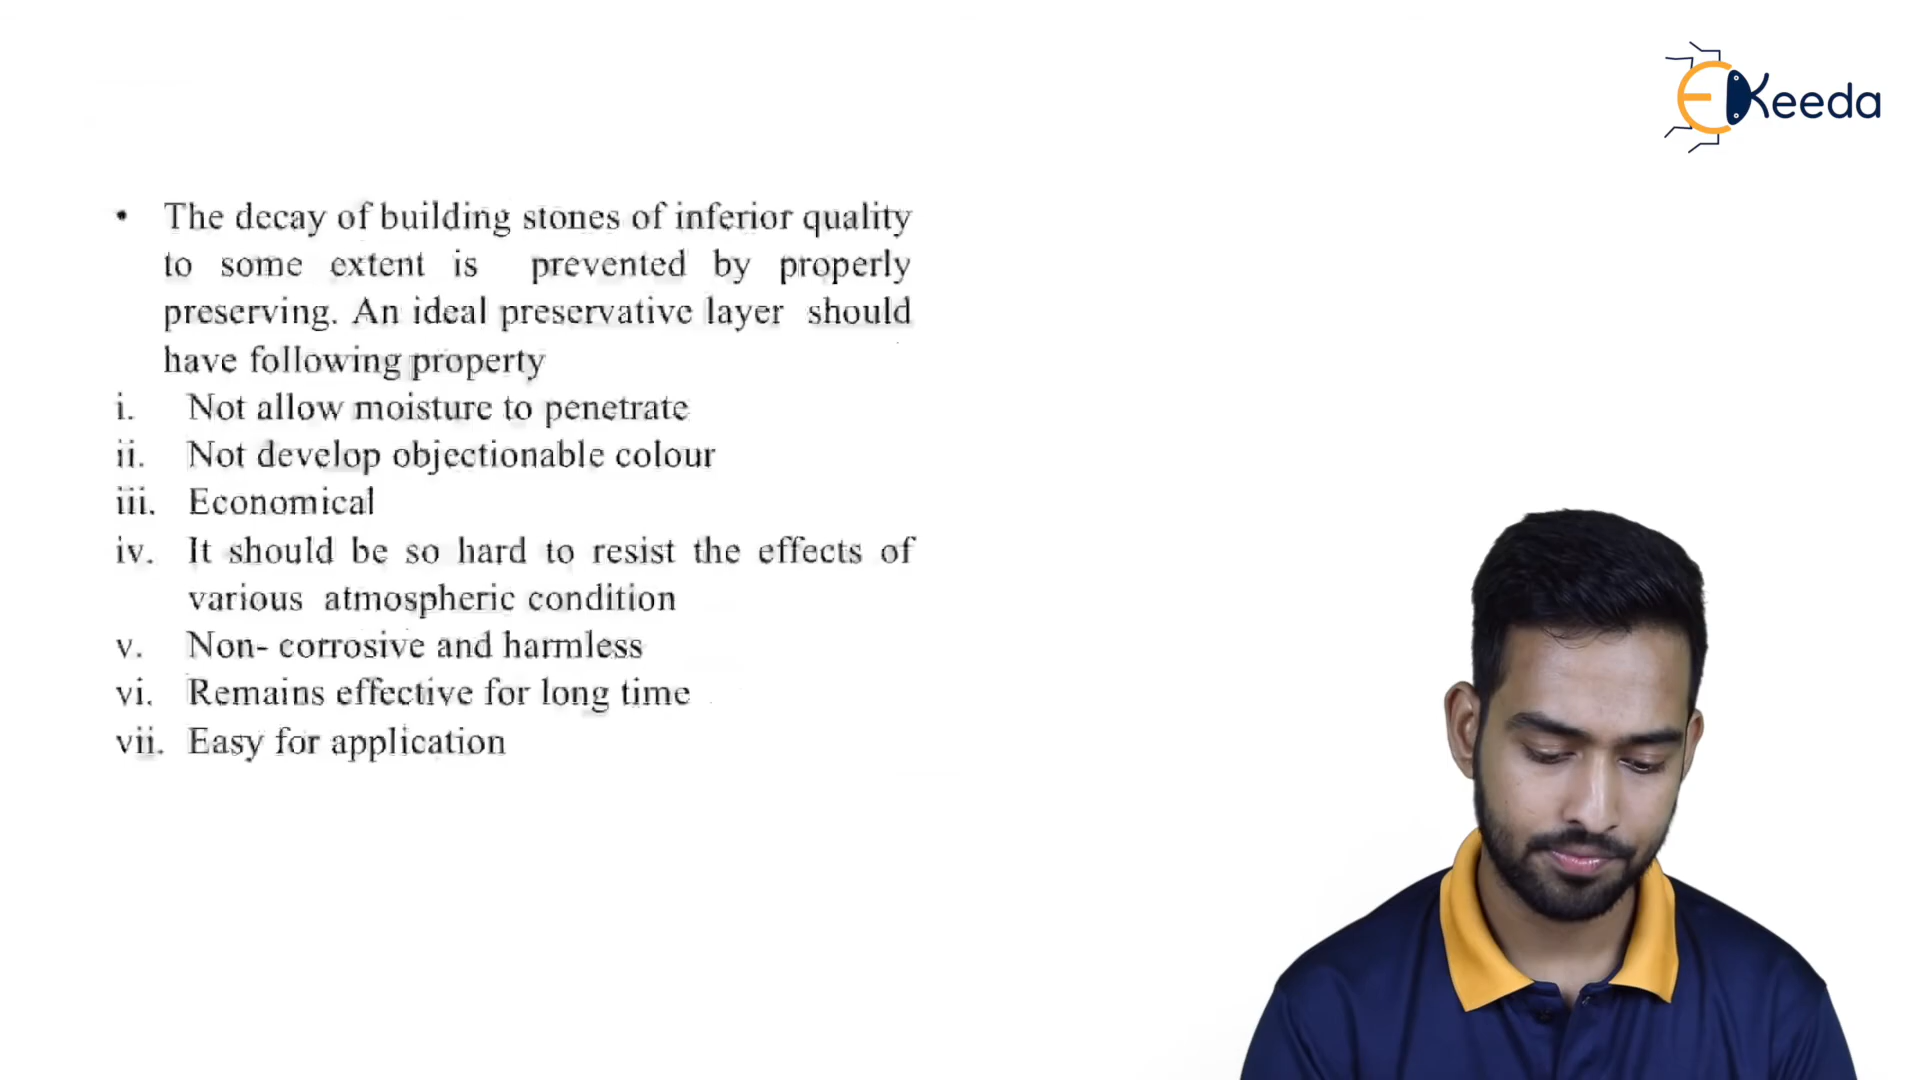 EKeeda
• The decay of building stones of inferior quality
to some extent is prevented by properly
preserving. An ideal preservative layer should
have following property
i. Not allow moisture to penetrate
ii. Not develop objectionable colour
iii. Economical
iv. It should be so hard to resist the effects of
various atmospheric condition
v. Non- corrosive and harmless
vi. Remains effective for long time
vii. Easy for application